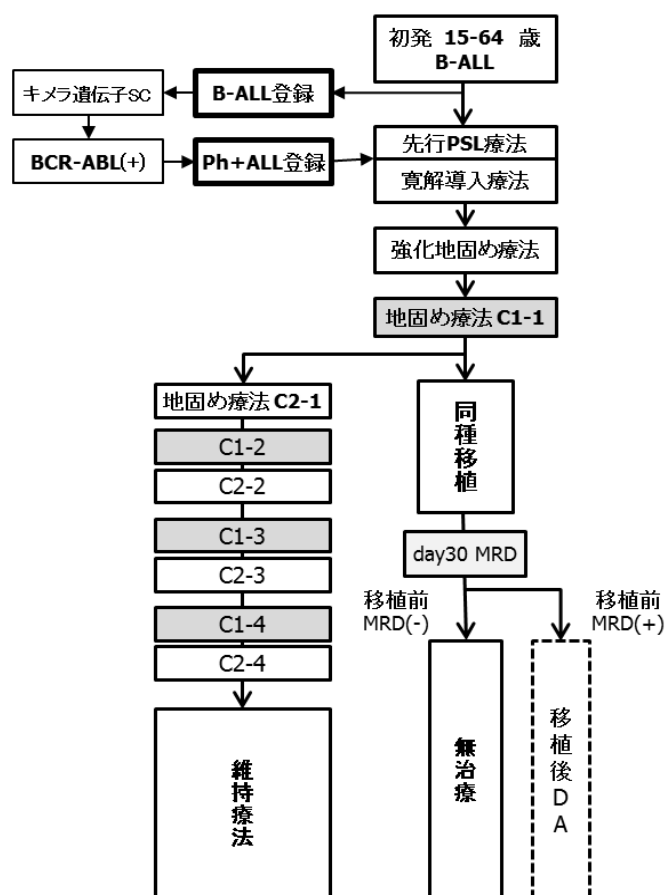 初発 15-64 歳
B-ALL
キメラ遺伝子SC
B-ALL登録
BCR-ABL(+)
Ph+ALL登録
先行PSL療法
寛解導入療法
強化地固め療法
地固め療法 C1-1
地固め療法 C2-1
C1-2
C2-2
C1-3
C2-3
C1-4
C2-4
維持療法
同種移植
day30 MRD
移植前
MRD(-)
移植前
MRD(+)
無治療
移植後DA